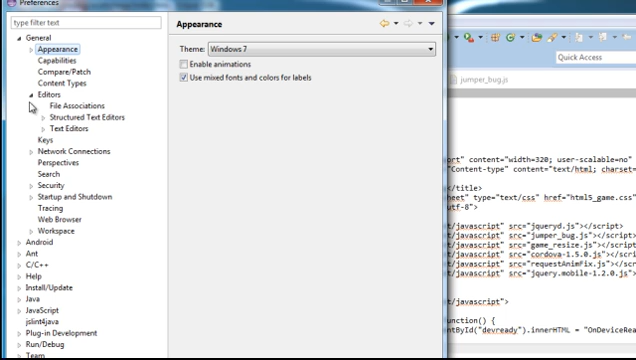 Preferences
type filter text
Appearance
General
Appearance
Capabilities
Compare/Patch
Content Types
Editors
File Associations
Structured Text Editors
Text Editors
Keys
Network Connections
Perspectives
Search
Security
Startup and Shutdown
Tracing
Web Browser
Workspace
Android
Ant
C/C++
Help
Install/Update
Java
JavaScript
jslint4java
Plug-in Development
Run/Debug
Team
Theme: Windows 7
Enable animations
Use mixed fonts and colors for labels
Quick Access
jumper_bug.js
ort" content="width=320; user-scalable=no"
"Content-type" content="text/html; charset=
</title>
sheet" type="text/css" href="html5_game.css"
utf-8">
t/javascript" src="jqueryd.js"></script>
t/javascript" src="jumper_bug.js"></script>
t/javascript" src="game_resize.js"></script>
t/javascript" src="cordova-1.5.0.js"></script>
t/javascript" src="requestAnimFix.js"></script>
t/javascript" src="jquery.mobile-1.2.0.js"></
t/javascript">
function() {
ntById("devready").innerHTML = "OnDeviceRea